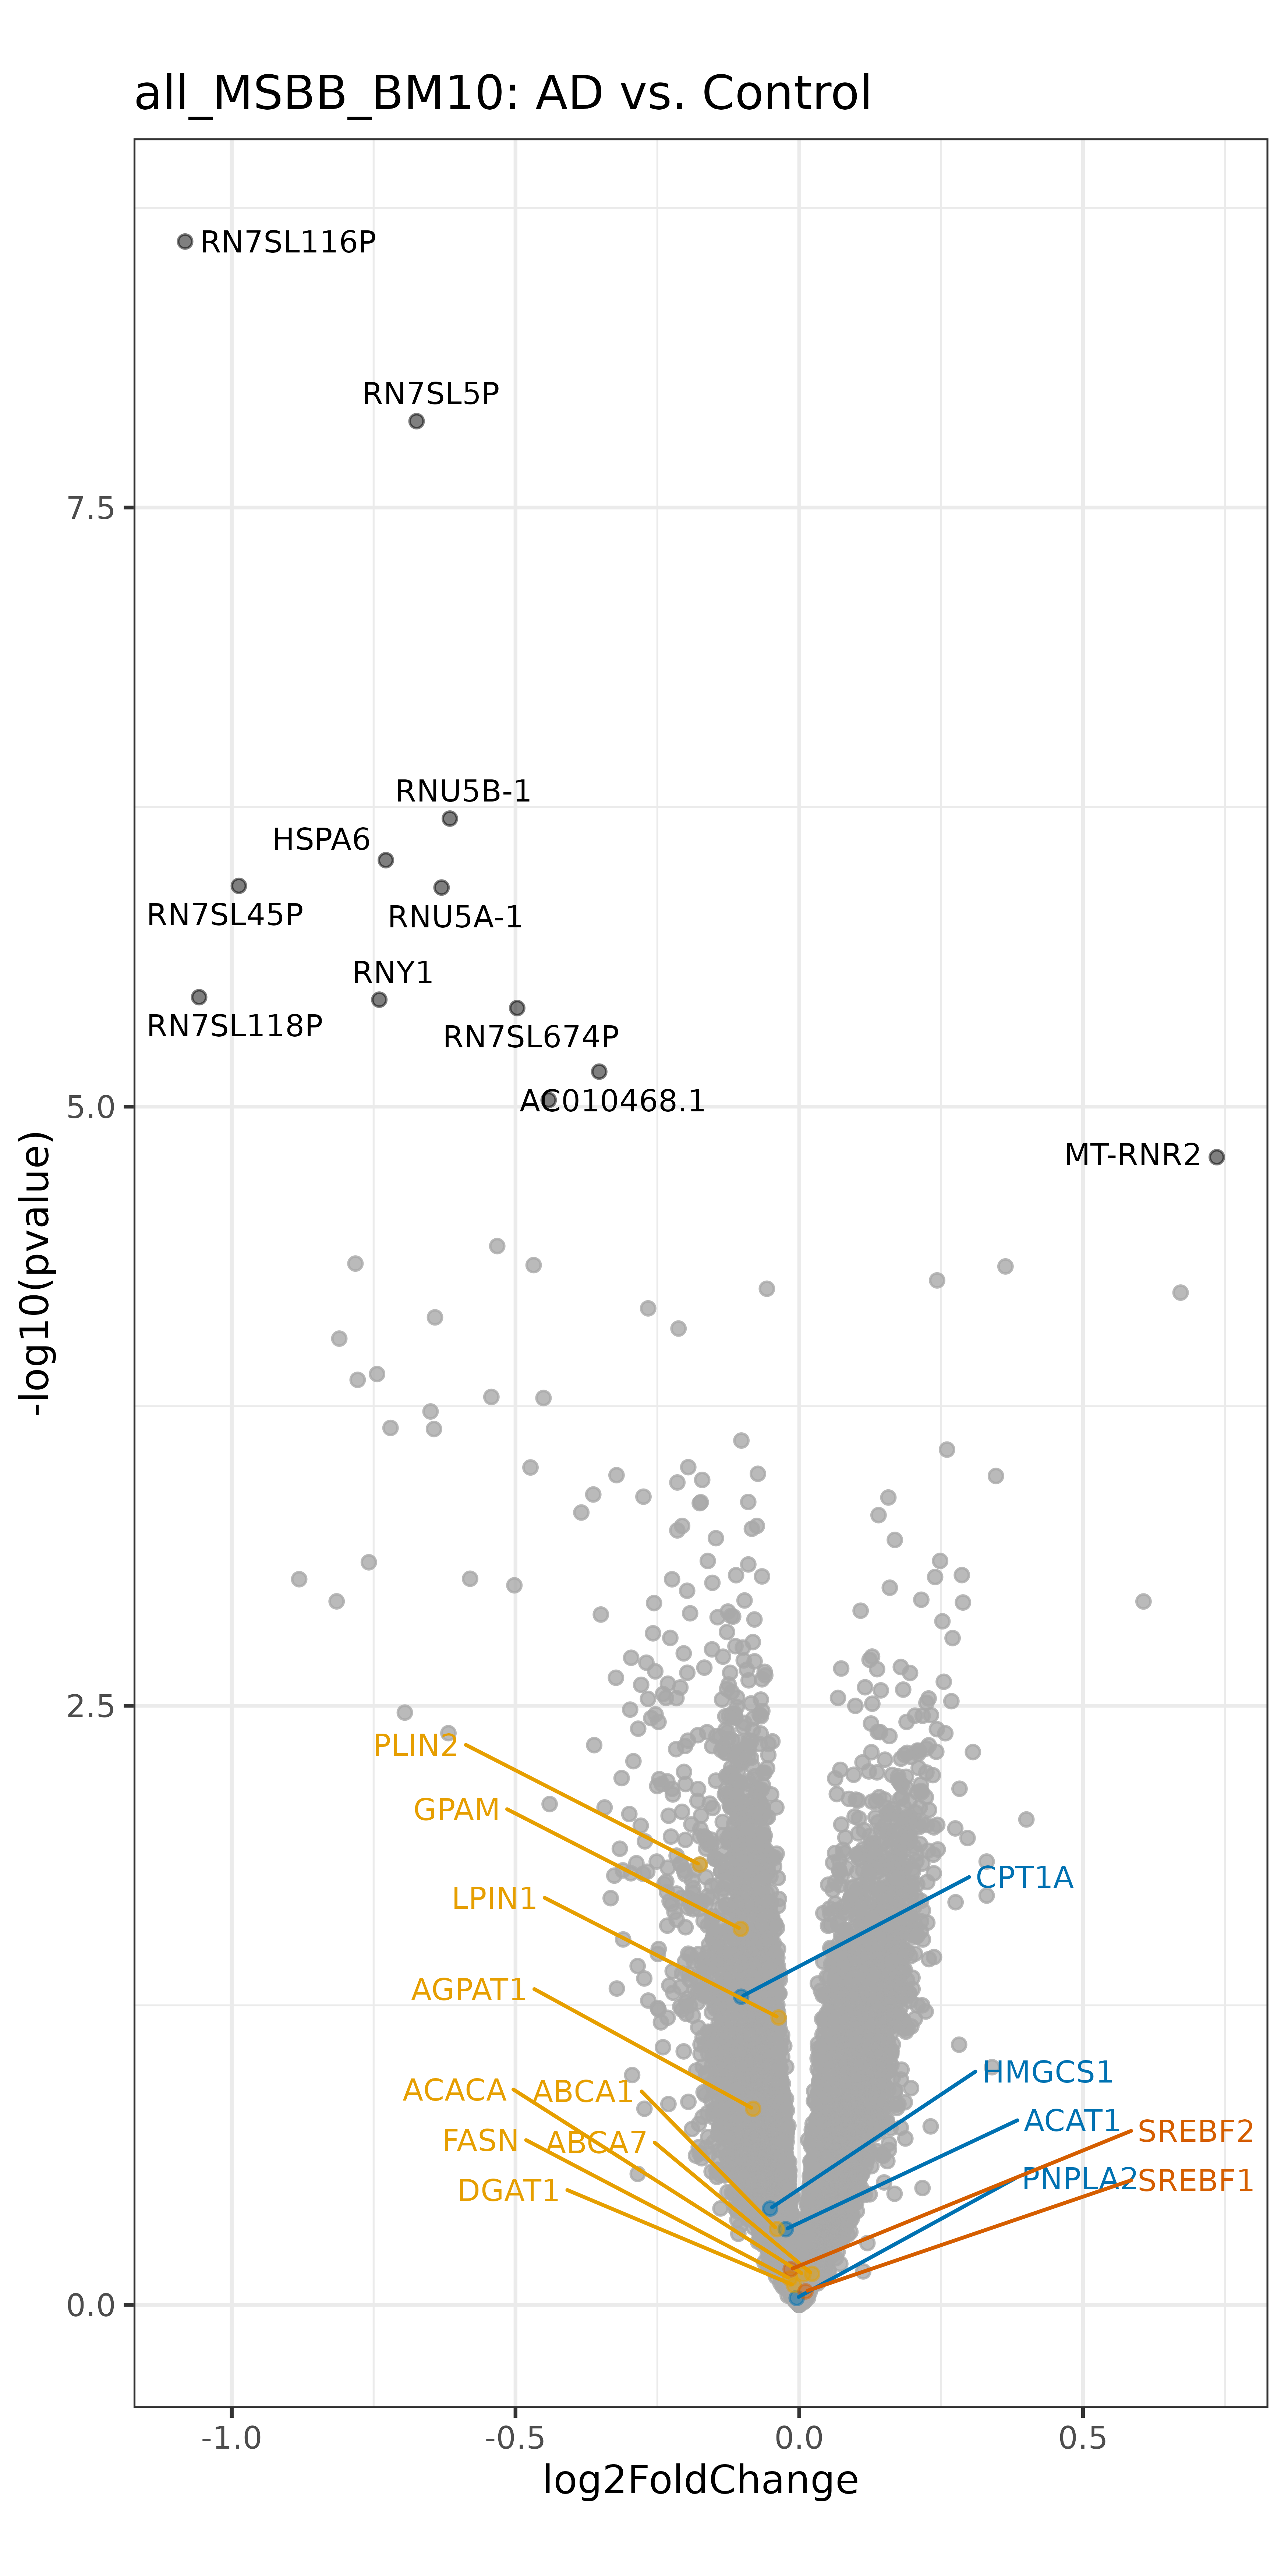 all_MSBB_BM10: AD vs. Control
RN7SL116P
RN7SL5P
7.5
RNU5B-1
HSPA6
RN7SL45P
RNU5A-1
RNY1
RN7SL118P
RN7SL674P
AC010468.1
5.0
MT-RNR2
-log10(pvalue)
2.5
PLIN2
GPAM
CPT1A
LPIN1
AGPAT1
HMGCS1
ACACA
ABCA1
ACAT1
SREBF2
FASN
ABCA7
PNPLA2
SREBF1
DGAT1
0.0
-1.0 -0.5 0.0 0.5
log2FoldChange